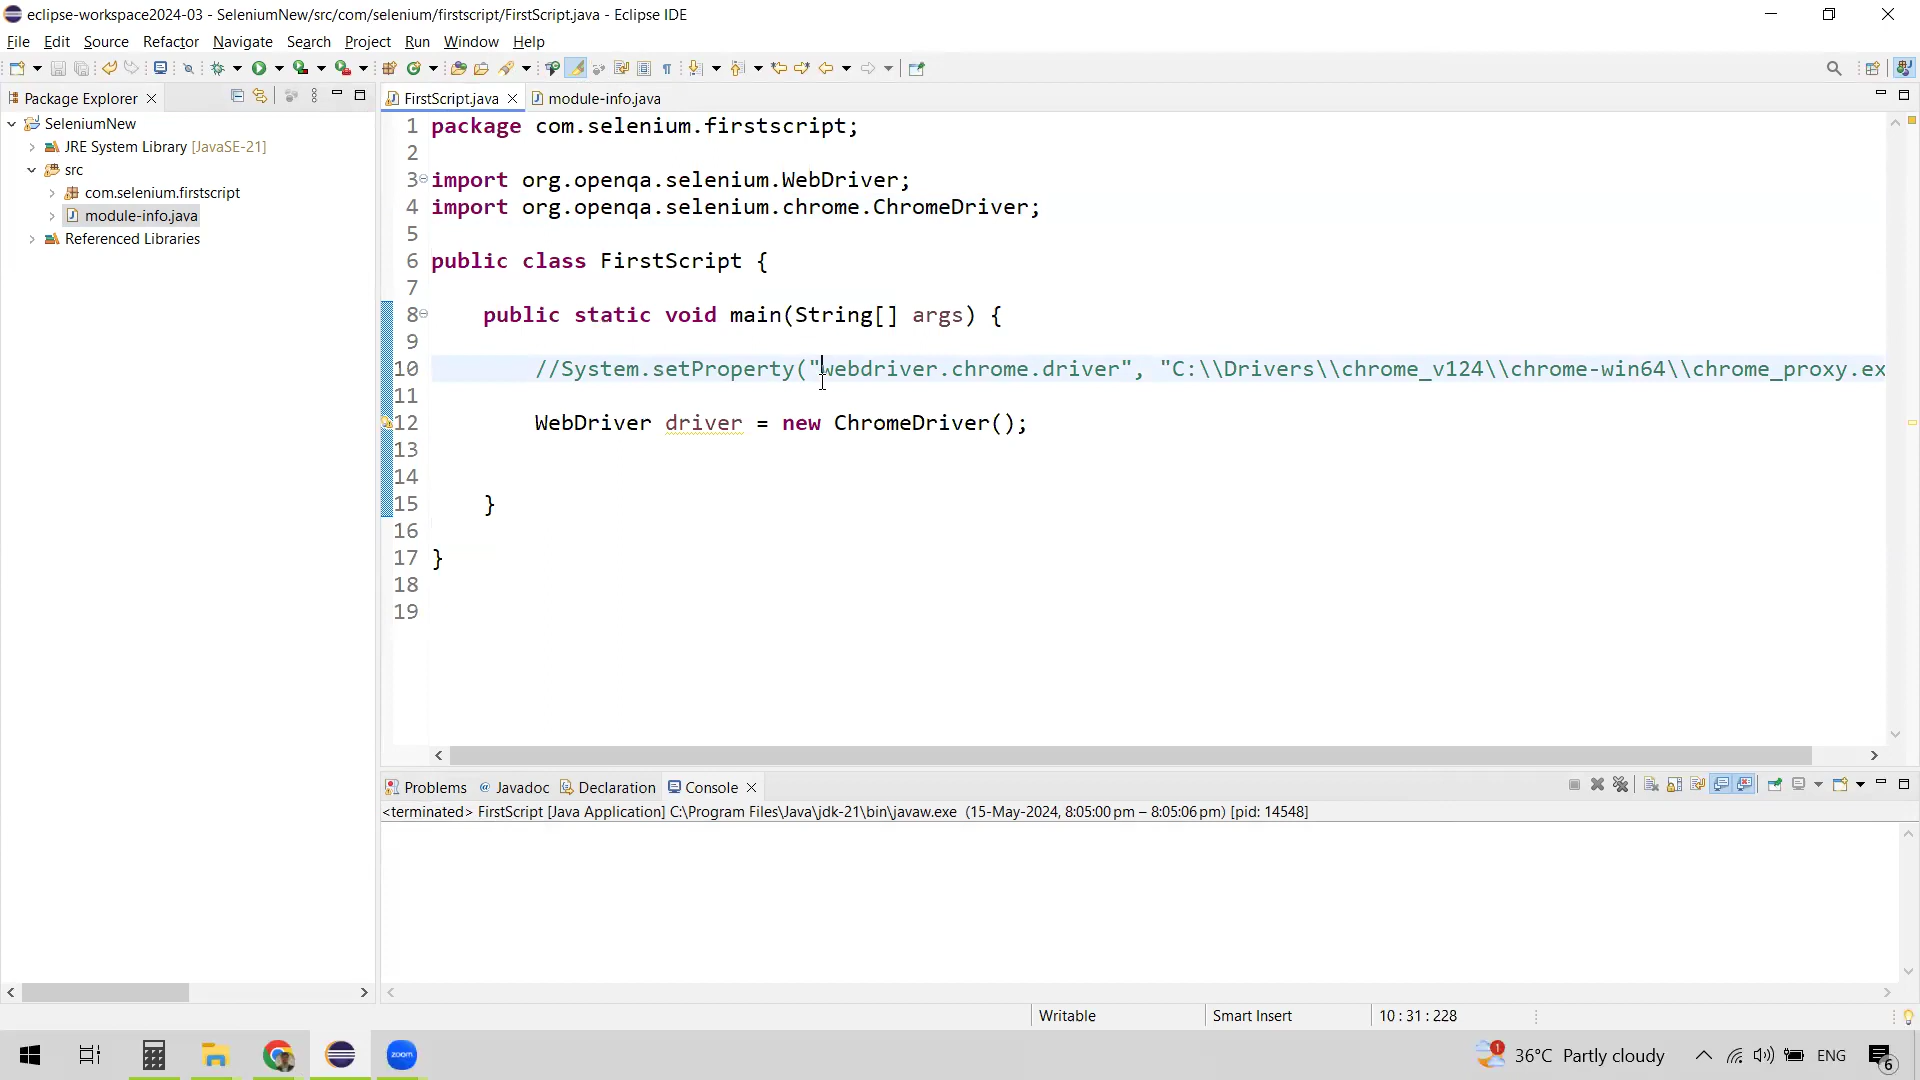 eclipse-workspace2024-03 - SeleniumNew/src/com/selenium/firstscript/FirstScript.java - Eclipse IDE
File Edit Source Refactor Navigate Search Project Run Window Help
Package Explorer
FirstScript.java
module-info.java
SeleniumNew
JRE System Library [JavaSE-21]
src
com.selenium.firstscript
module-info.java
Referenced Libraries
1 package com.selenium.firstscript;
2
3 import org.openqa.selenium.WebDriver;
4 import org.openqa.selenium.chrome.ChromeDriver;
5
6 public class FirstScript {
7
8 public static void main(String[] args) {
9
10 //System.setProperty("webdriver.chrome.driver", "C:\\Drivers\\chrome_v124\\chrome-win64\\chrome_proxy.ex
11
12 WebDriver driver = new ChromeDriver();
13
14
15 }
16
17 }
18
19
Problems @ Javadoc Declaration Console
<terminated> FirstScript [Java Application] C:\Program Files\Java\jdk-21\bin\javaw.exe (15-May-2024, 8:05:00 pm – 8:05:06 pm) [pid: 14548]
Writable Smart Insert 10 : 31 : 228
zoom
1
36°C Partly cloudy
ENG
6